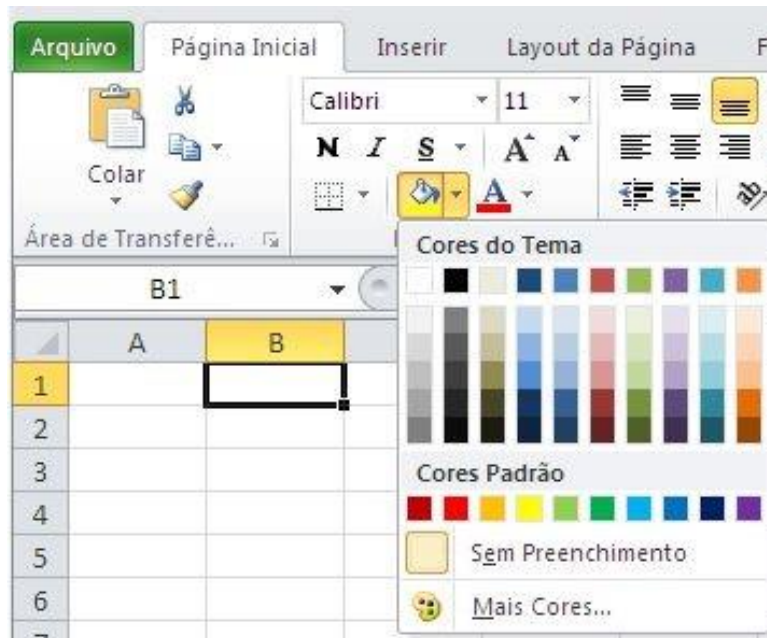 Arquivo Página Inicial Inserir Layout da Página F
Calibri 11
N I S A A
Colar
A
Área de Transferê...
Cores do Tema
B1
A B
1
2
3
Cores Padrão
4
5
Sem Preenchimento
6
Mais Cores...